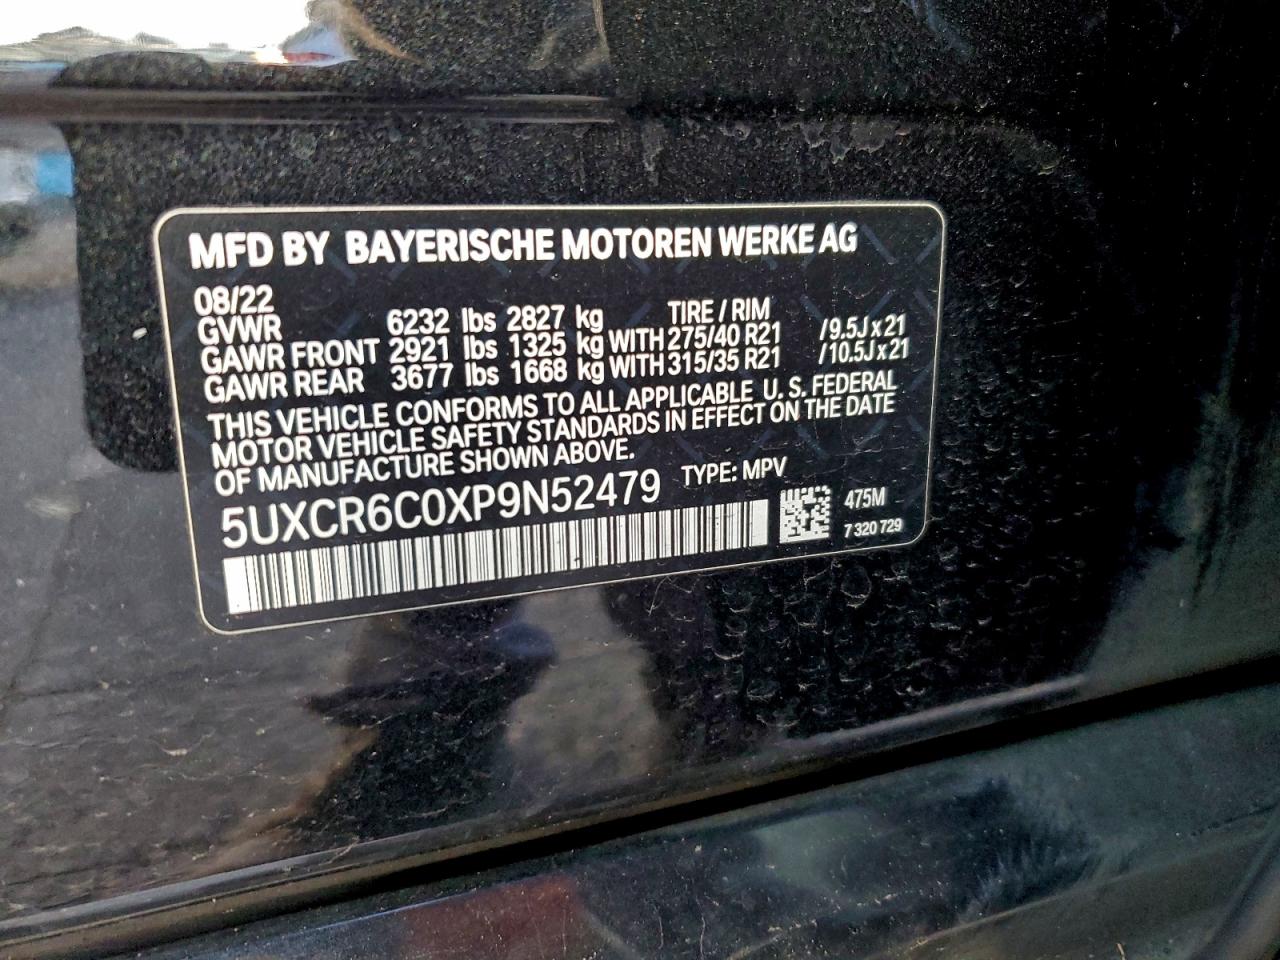 MFD BY BAYERISCHE MOTOREN WERKE AG
08/22
GVWR 6232 lbs 2827 kg TIRE / RIM
GAWR FRONT 2921 lbs 1325 kg WITH 275/40 R21 /9.5J x 21
GAWR REAR 3677 lbs 1668 kg WITH 315/35 R21 /10.5J x 21
THIS VEHICLE CONFORMS TO ALL APPLICABLE U. S. FEDERAL
MOTOR VEHICLE SAFETY STANDARDS IN EFFECT ON THE DATE
OF MANUFACTURE SHOWN ABOVE.
5UXCR6C0XP9N52479 TYPE: MPV
475M
7 320 729